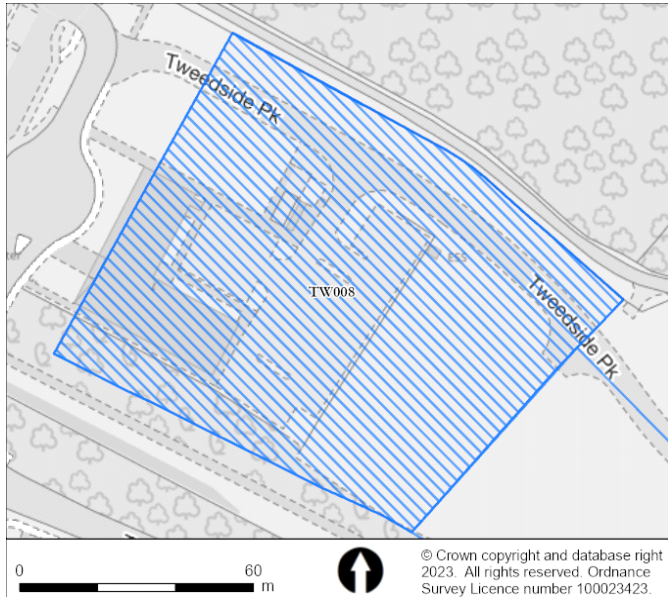 Tweedside Pk
ESS
TW008
Tweedside Pk
0
60
m
© Crown copyright and database right
2023. All rights reserved. Ordnance
Survey Licence number 100023423.